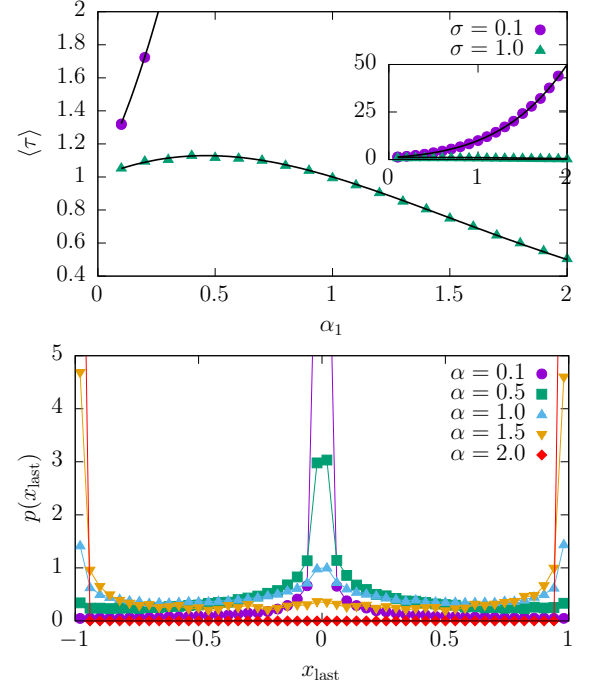 2
1.8
1.6
1.4
1.2
1
0.8
0.6
0.4
⟨τ⟩
0 0.5 1 1.5 2
α₁
σ = 0.1
σ = 1.0
50
25
0
0 1 2
5
4
3
2
1
0
p(x_last)
−1 −0.5 0 0.5 1
x_last
α = 0.1
α = 0.5
α = 1.0
α = 1.5
α = 2.0